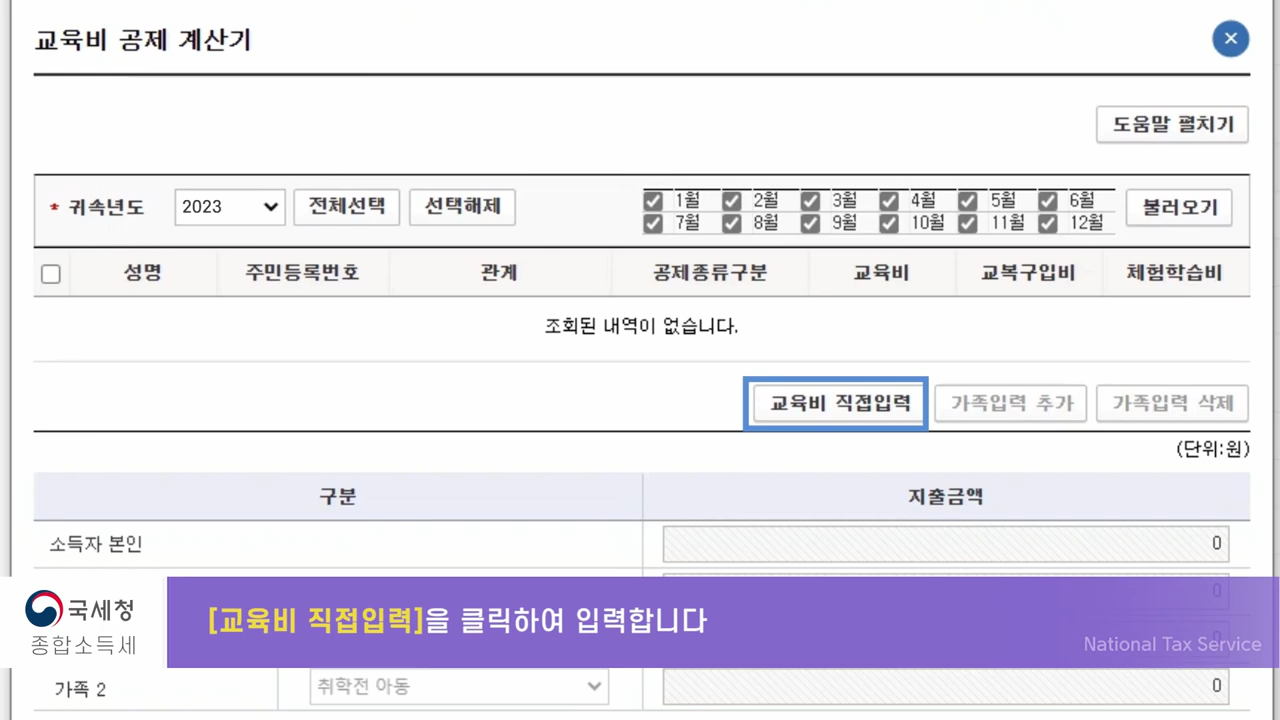 교육비 공제 계산기
도움말 펼치기
* 귀속년도 2023 전체선택 선택해제 1월 2월 3월 4월 5월 6월 불러오기
7월 8월 9월 10월 11월 12월
성명 주민등록번호 관계 공제종류구분 교육비 교복구입비 체험학습비
조회된 내역이 없습니다.
교육비 직접입력 가족입력 추가 가족입력 삭제
(단위:원)
구분 지출금액
소득자 본인 0
0
국세청
종합소득세
[교육비 직접입력]을 클릭하여 입력합니다
0
National Tax Service
가족 2 취학전 아동 0